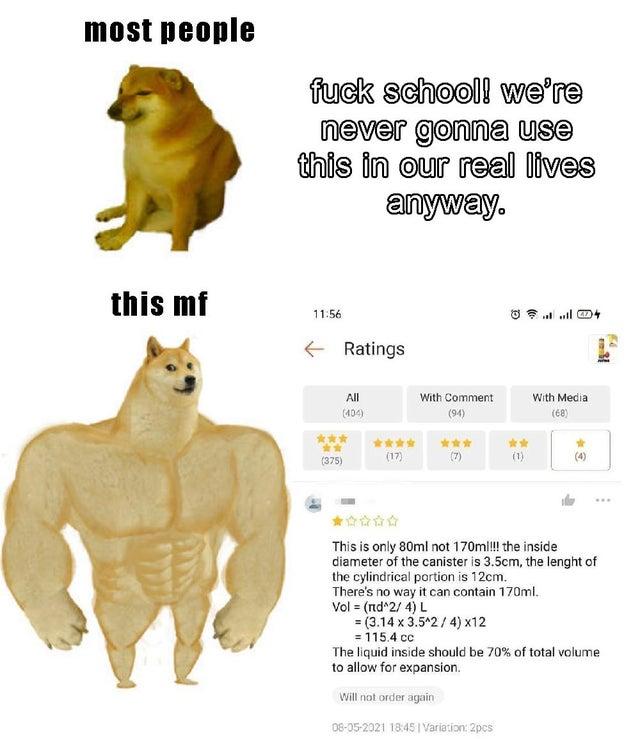 most people
fuck school! we're
never gonna use
this in our real lives
anyway.
this mf
11:56
47
Ratings
All
(404)
With Comment
(94)
With Media
(68)
(375)
(17)
(7)
(1)
(4)
This is only 80ml not 170ml!!! the inside
diameter of the canister is 3.5cm, the lenght of
the cylindrical portion is 12cm.
There's no way it can contain 170ml.
Vol = (πd^2/ 4) L
= (3.14 x 3.5^2 / 4) x12
= 115.4 cc
The liquid inside should be 70% of total volume
to allow for expansion.
Will not order again
08-05-2021 18:45 | Variation: 2pcs